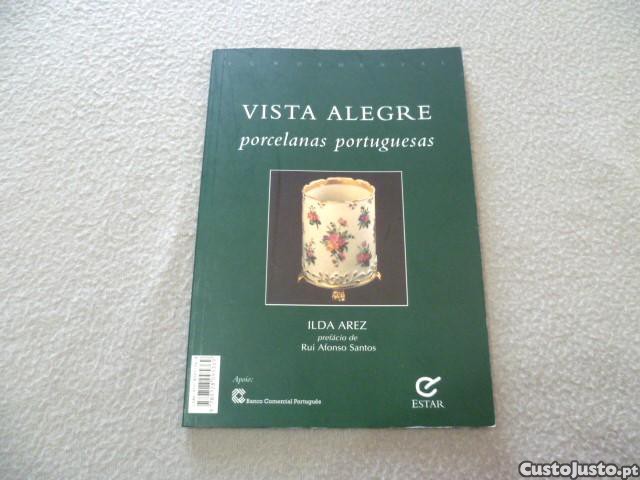 VISTA ALEGRE
porcelanas portuguesas
ILDA AREZ
prefácio de
Rui Afonso Santos
Apoio:
Banco Comercial Português
ESTAR
CustoJusto.pt